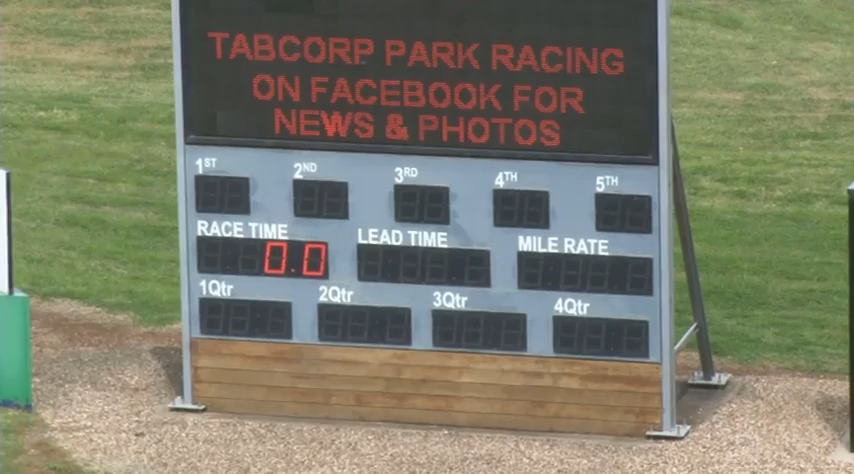 TABCORP PARK RACING
ON FACEBOOK FOR
NEWS & PHOTOS
1ST 2ND 3RD 4TH 5TH
RACE TIME LEAD TIME MILE RATE
0.0
1Qtr 2Qtr 3Qtr 4Qtr